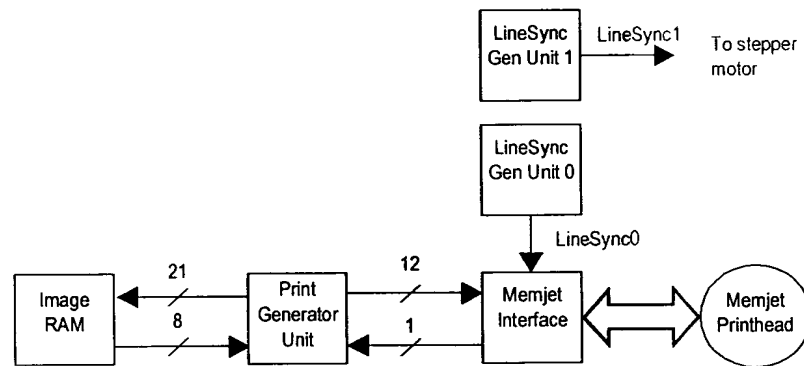 LineSync
Gen Unit 1
LineSync1
To stepper
motor
LineSync
Gen Unit 0
LineSync0
21
12
Image
RAM
8
Print
Generator
Unit
1
Memjet
Interface
Memjet
Printhead